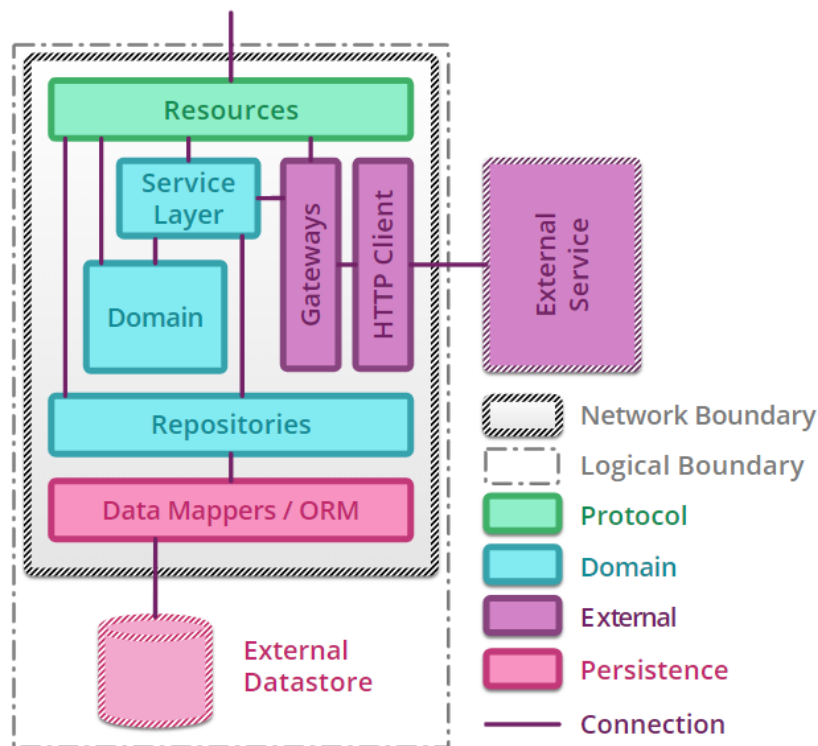 Resources
Service
Layer
Gateways
HTTP Client
Domain
Repositories
Data Mappers / ORM
External
Datastore
External
Service
Network Boundary
Logical Boundary
Protocol
Domain
External
Persistence
Connection